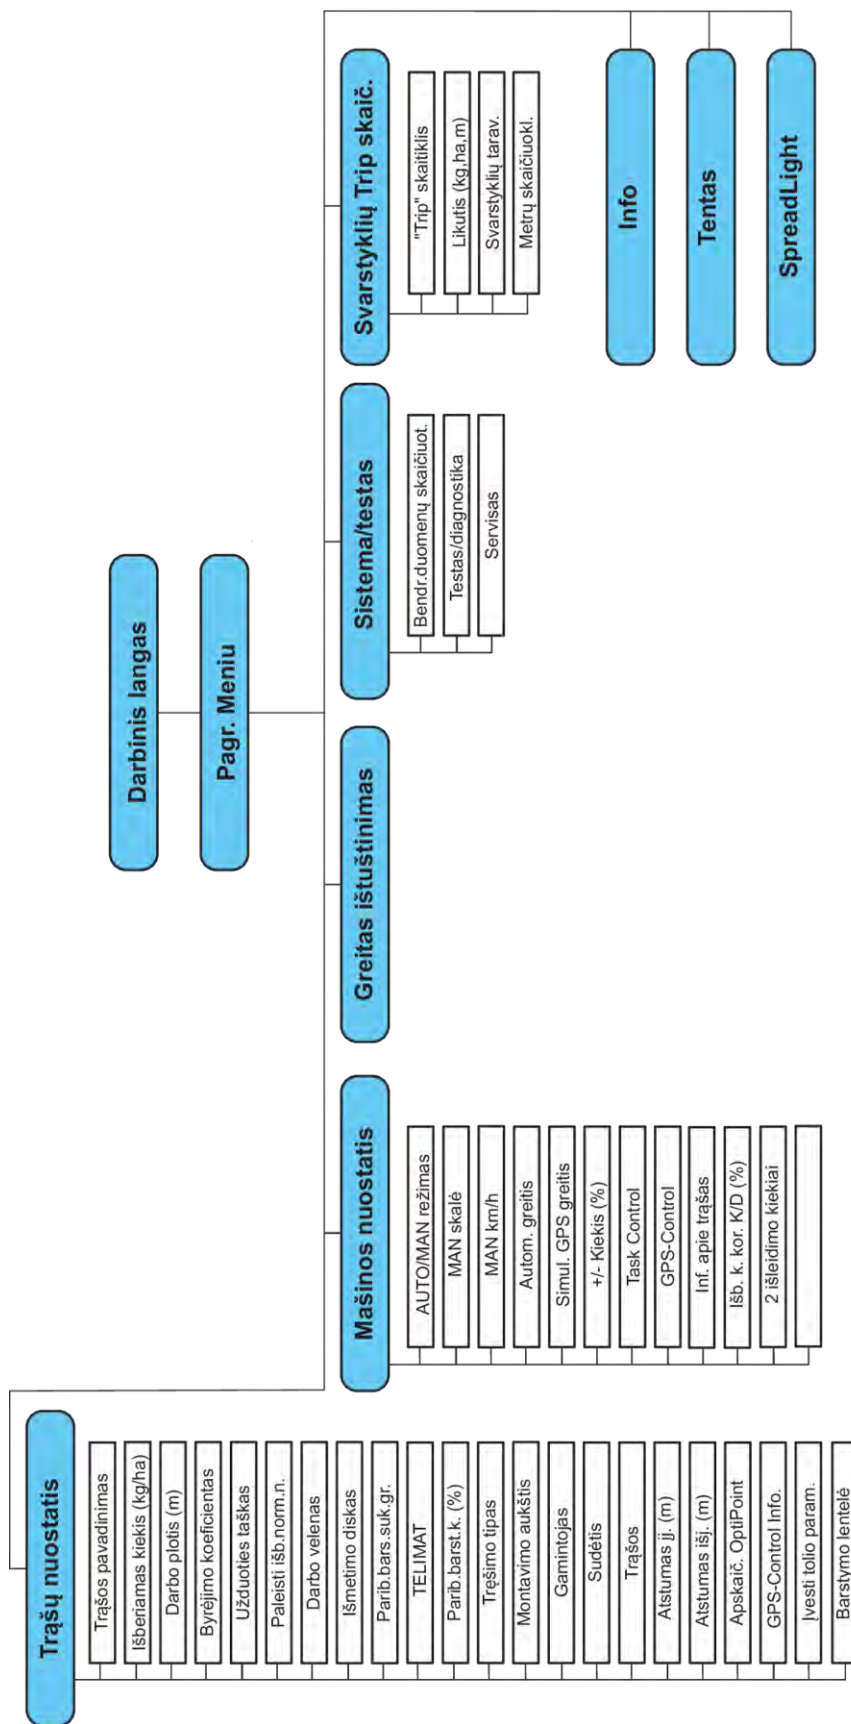 Darbinis langas
Pagr. Meniu
Trąšų nuostatis
Trąšos pavadinimas
Išberiamas kiekis (kg/ha)
Darbo plotis (m)
Byrėjimo koeficientas
Užduoties taškas
Paleisti išb.norm.n.
Darbo velenas
Išmetimo diskas
Parib.bars.suk.gr.
TELIMAT
Parib.barst.k. (%)
Tręšimo tipas
Montavimo aukštis
Gamintojas
Sudėtis
Trąšos
Atstumas įj. (m)
Atstumas išj. (m)
Apskaič. OptiPoint
GPS-Control Info.
Įvesti tolio param.
Barstymo lentelė
Mašinos nuostatis
AUTO/MAN režimas
MAN skalė
MAN km/h
Autom. greitis
Simul. GPS greitis
+/- Kiekis (%)
Task Control
GPS-Control
Inf. apie trąšas
Išb. k. kor. K/D (%)
2 išleidimo kiekiai
Greitas ištuštinimas
Sistema/testas
Bendr.duomenų skaičiuot.
Testas/diagnostika
Servisas
Svarstyklių Trip skaič.
"Trip" skaitiklis
Likutis (kg,ha,m)
Svarstyklių tarav.
Metrų skaičiuokl.
Info
Tentas
SpreadLight